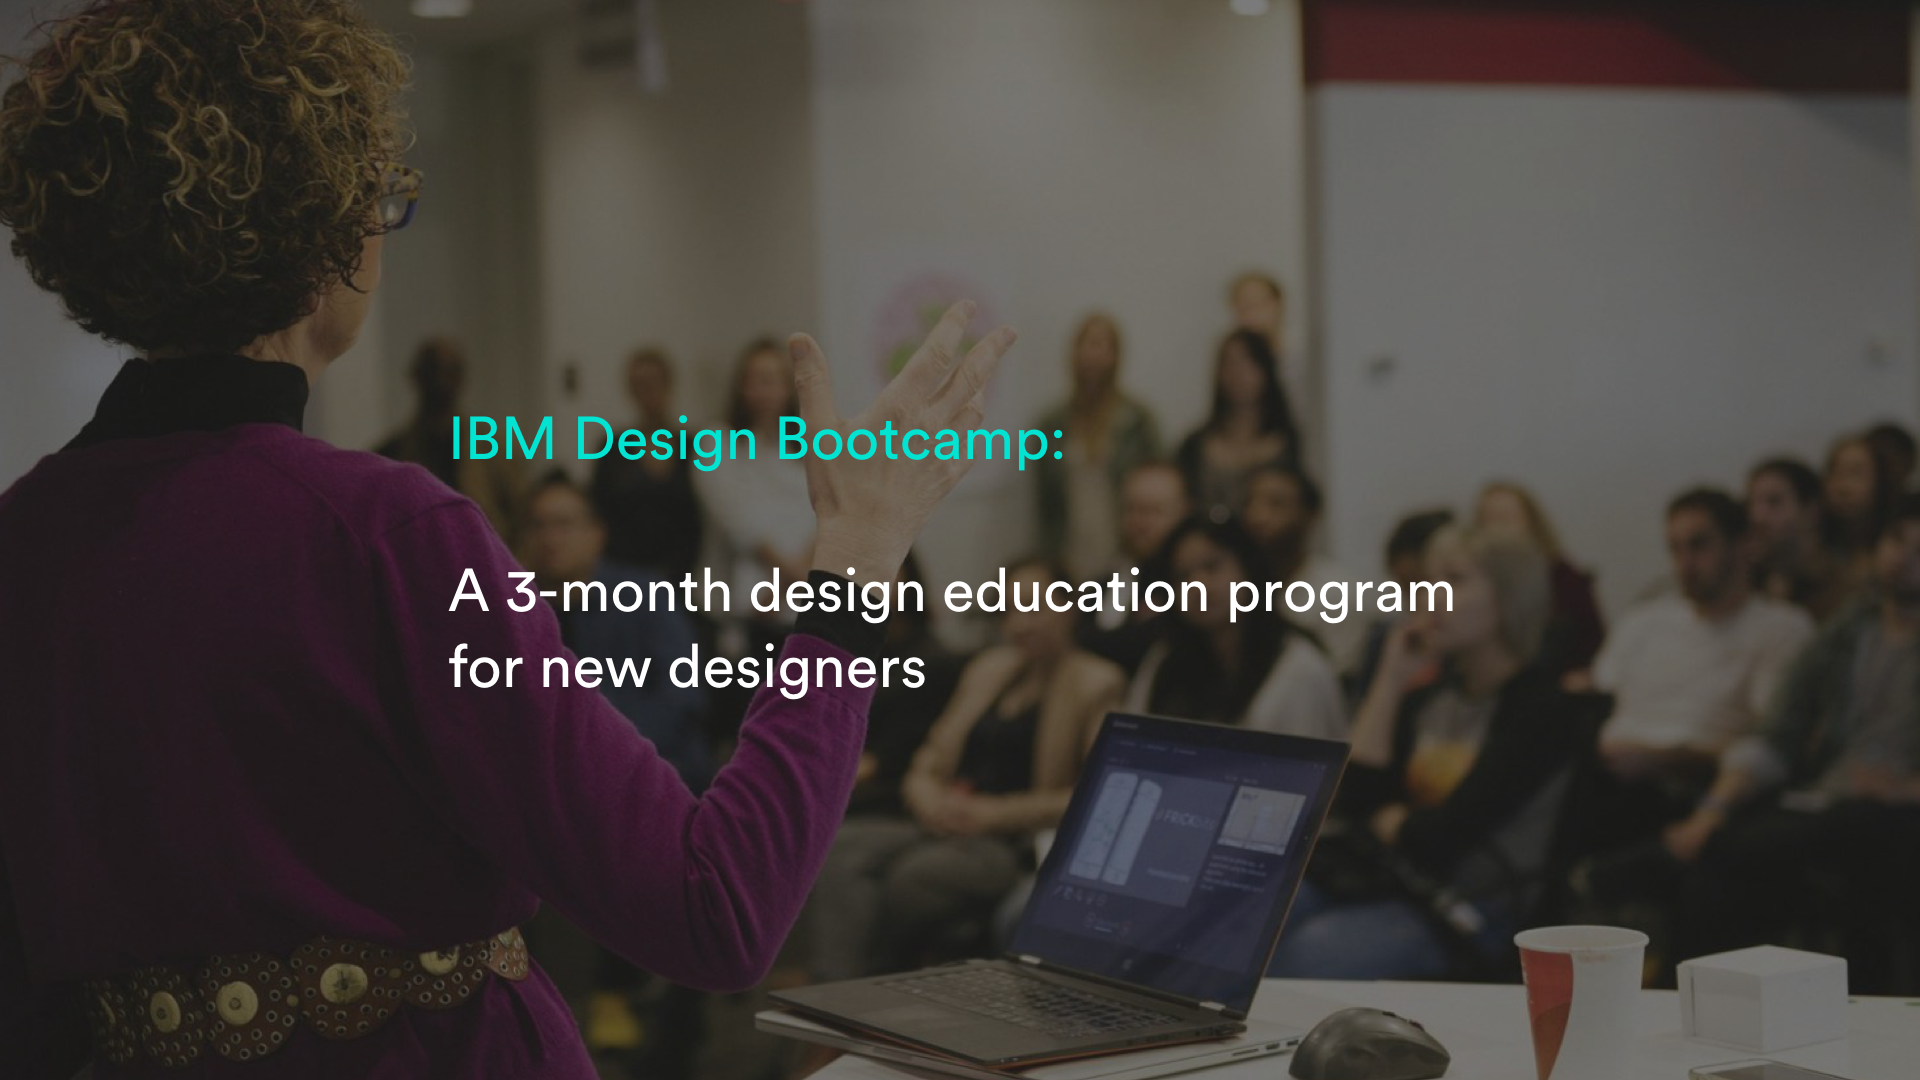 IBM Design Bootcamp:
A 3-month design education program
for new designers